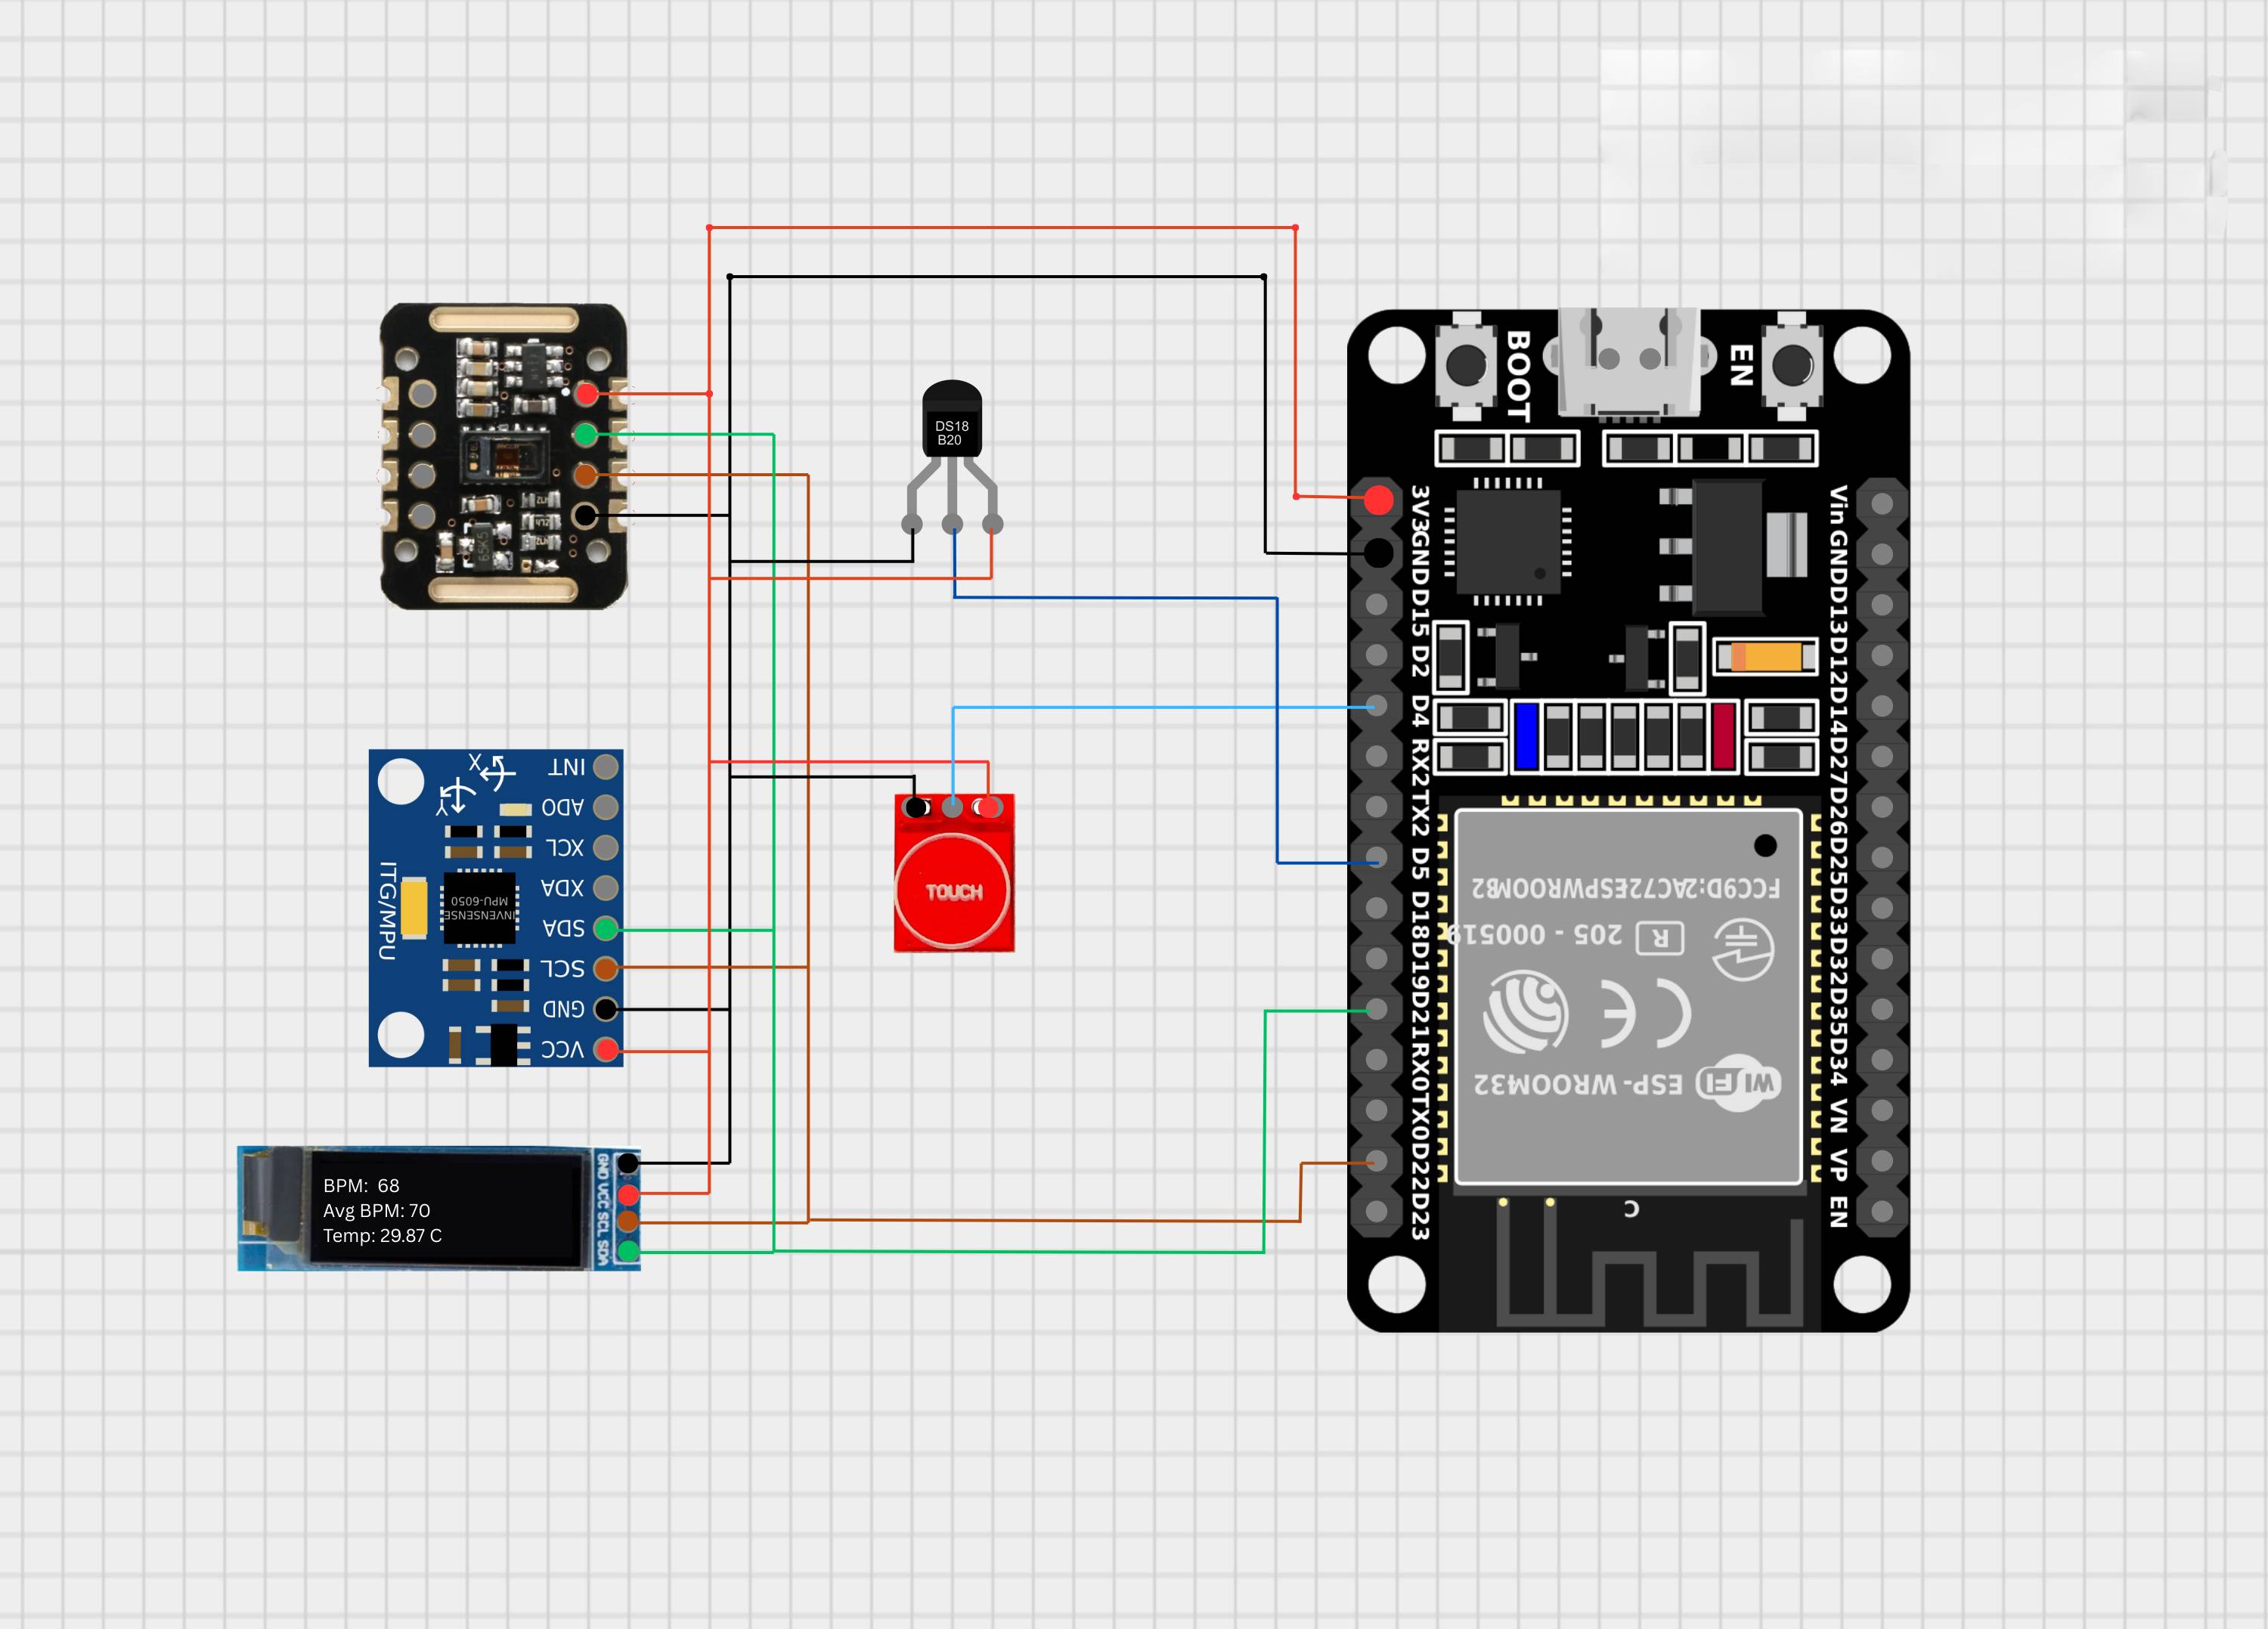 BOOT
EN
DS18
B20
3V3
GND
D15
D2
D4
RX2
TX2
D5
D18
D19
D21
RX0
TX0
D22
D23
Vin
GND
D13
D12
D14
D27
D26
D25
D33
D32
D35
D34
VN
VP
EN
X
Y
INT
ADO
XCL
XDA
SDA
SCL
GND
VCC
ITG/MPU
INVENSENSE
MPU-6050
TOUCH
FCC9D:2AC72ESPWROOM82
R
205 - 000519
CE
WiFi
ESP-WROOM32
C
GND VCC SCL SDA
BPM: 68
Avg BPM: 70
Temp: 29.87 C